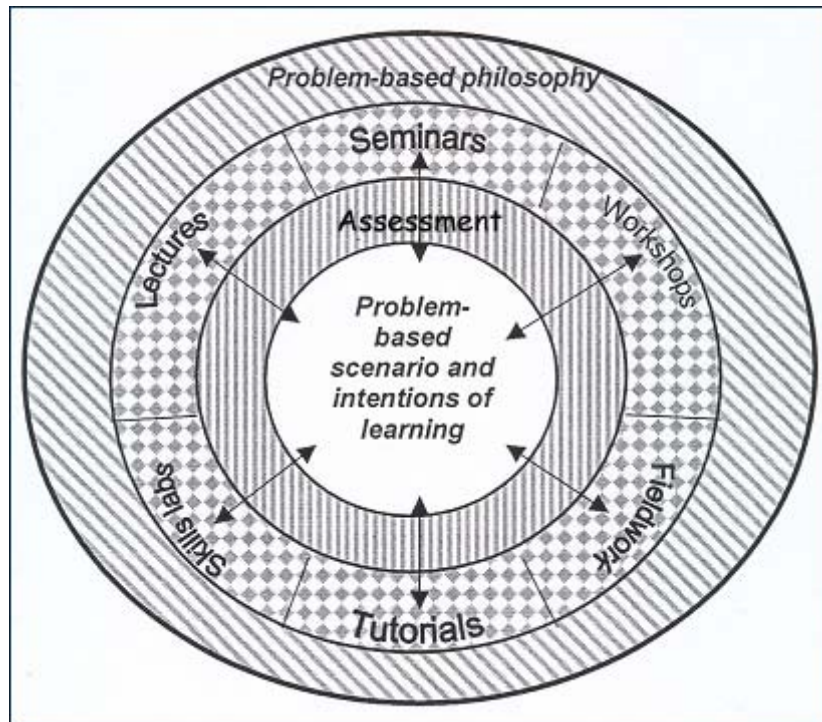 Problem-based philosophy
Seminars
Lectures
Workshops
Assessment
Problem-
based
scenario and
intentions of
learning
Skills labs
Fieldwork
Tutorials